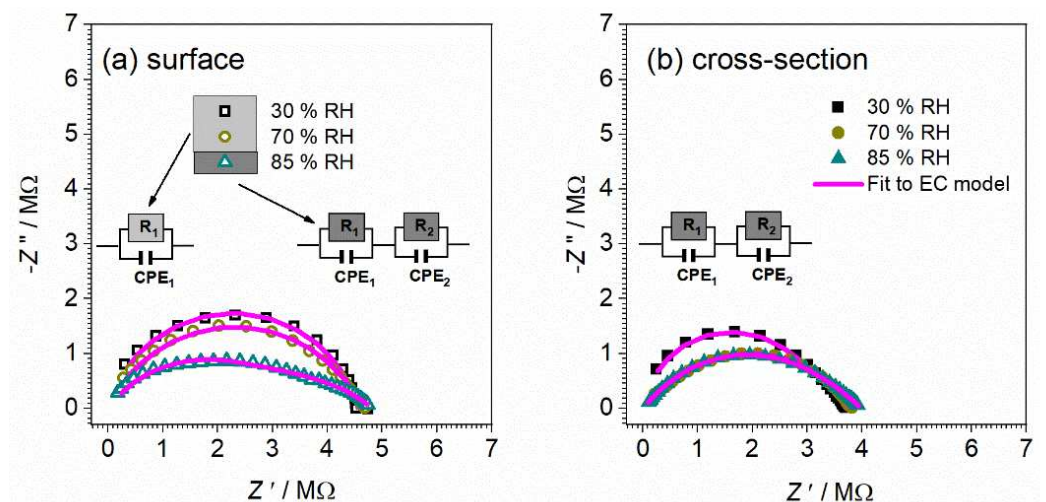 (a) surface
30 % RH
70 % RH
85 % RH
R1
CPE1
R1
CPE1
R2
CPE2
-Z" / MΩ
7
6
5
4
3
2
1
0
0 1 2 3 4 5 6 7
Z' / MΩ
(b) cross-section
30 % RH
70 % RH
85 % RH
Fit to EC model
R1
CPE1
R2
CPE2
-Z" / MΩ
7
6
5
4
3
2
1
0
0 1 2 3 4 5 6 7
Z' / MΩ